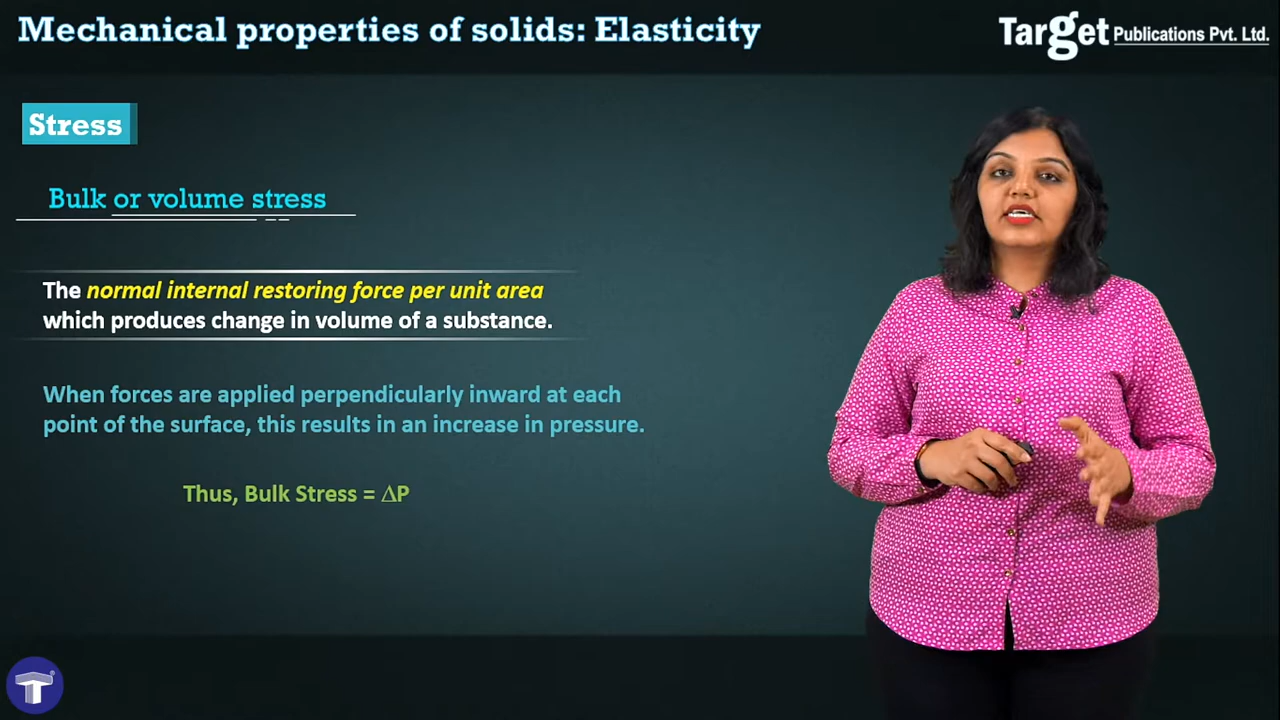 Mechanical properties of solids: Elasticity
Target Publications Pvt. Ltd.
Stress
Bulk or volume stress
The normal internal restoring force per unit area
which produces change in volume of a substance.
When forces are applied perpendicularly inward at each
point of the surface, this results in an increase in pressure.
Thus, Bulk Stress = ΔP
T®